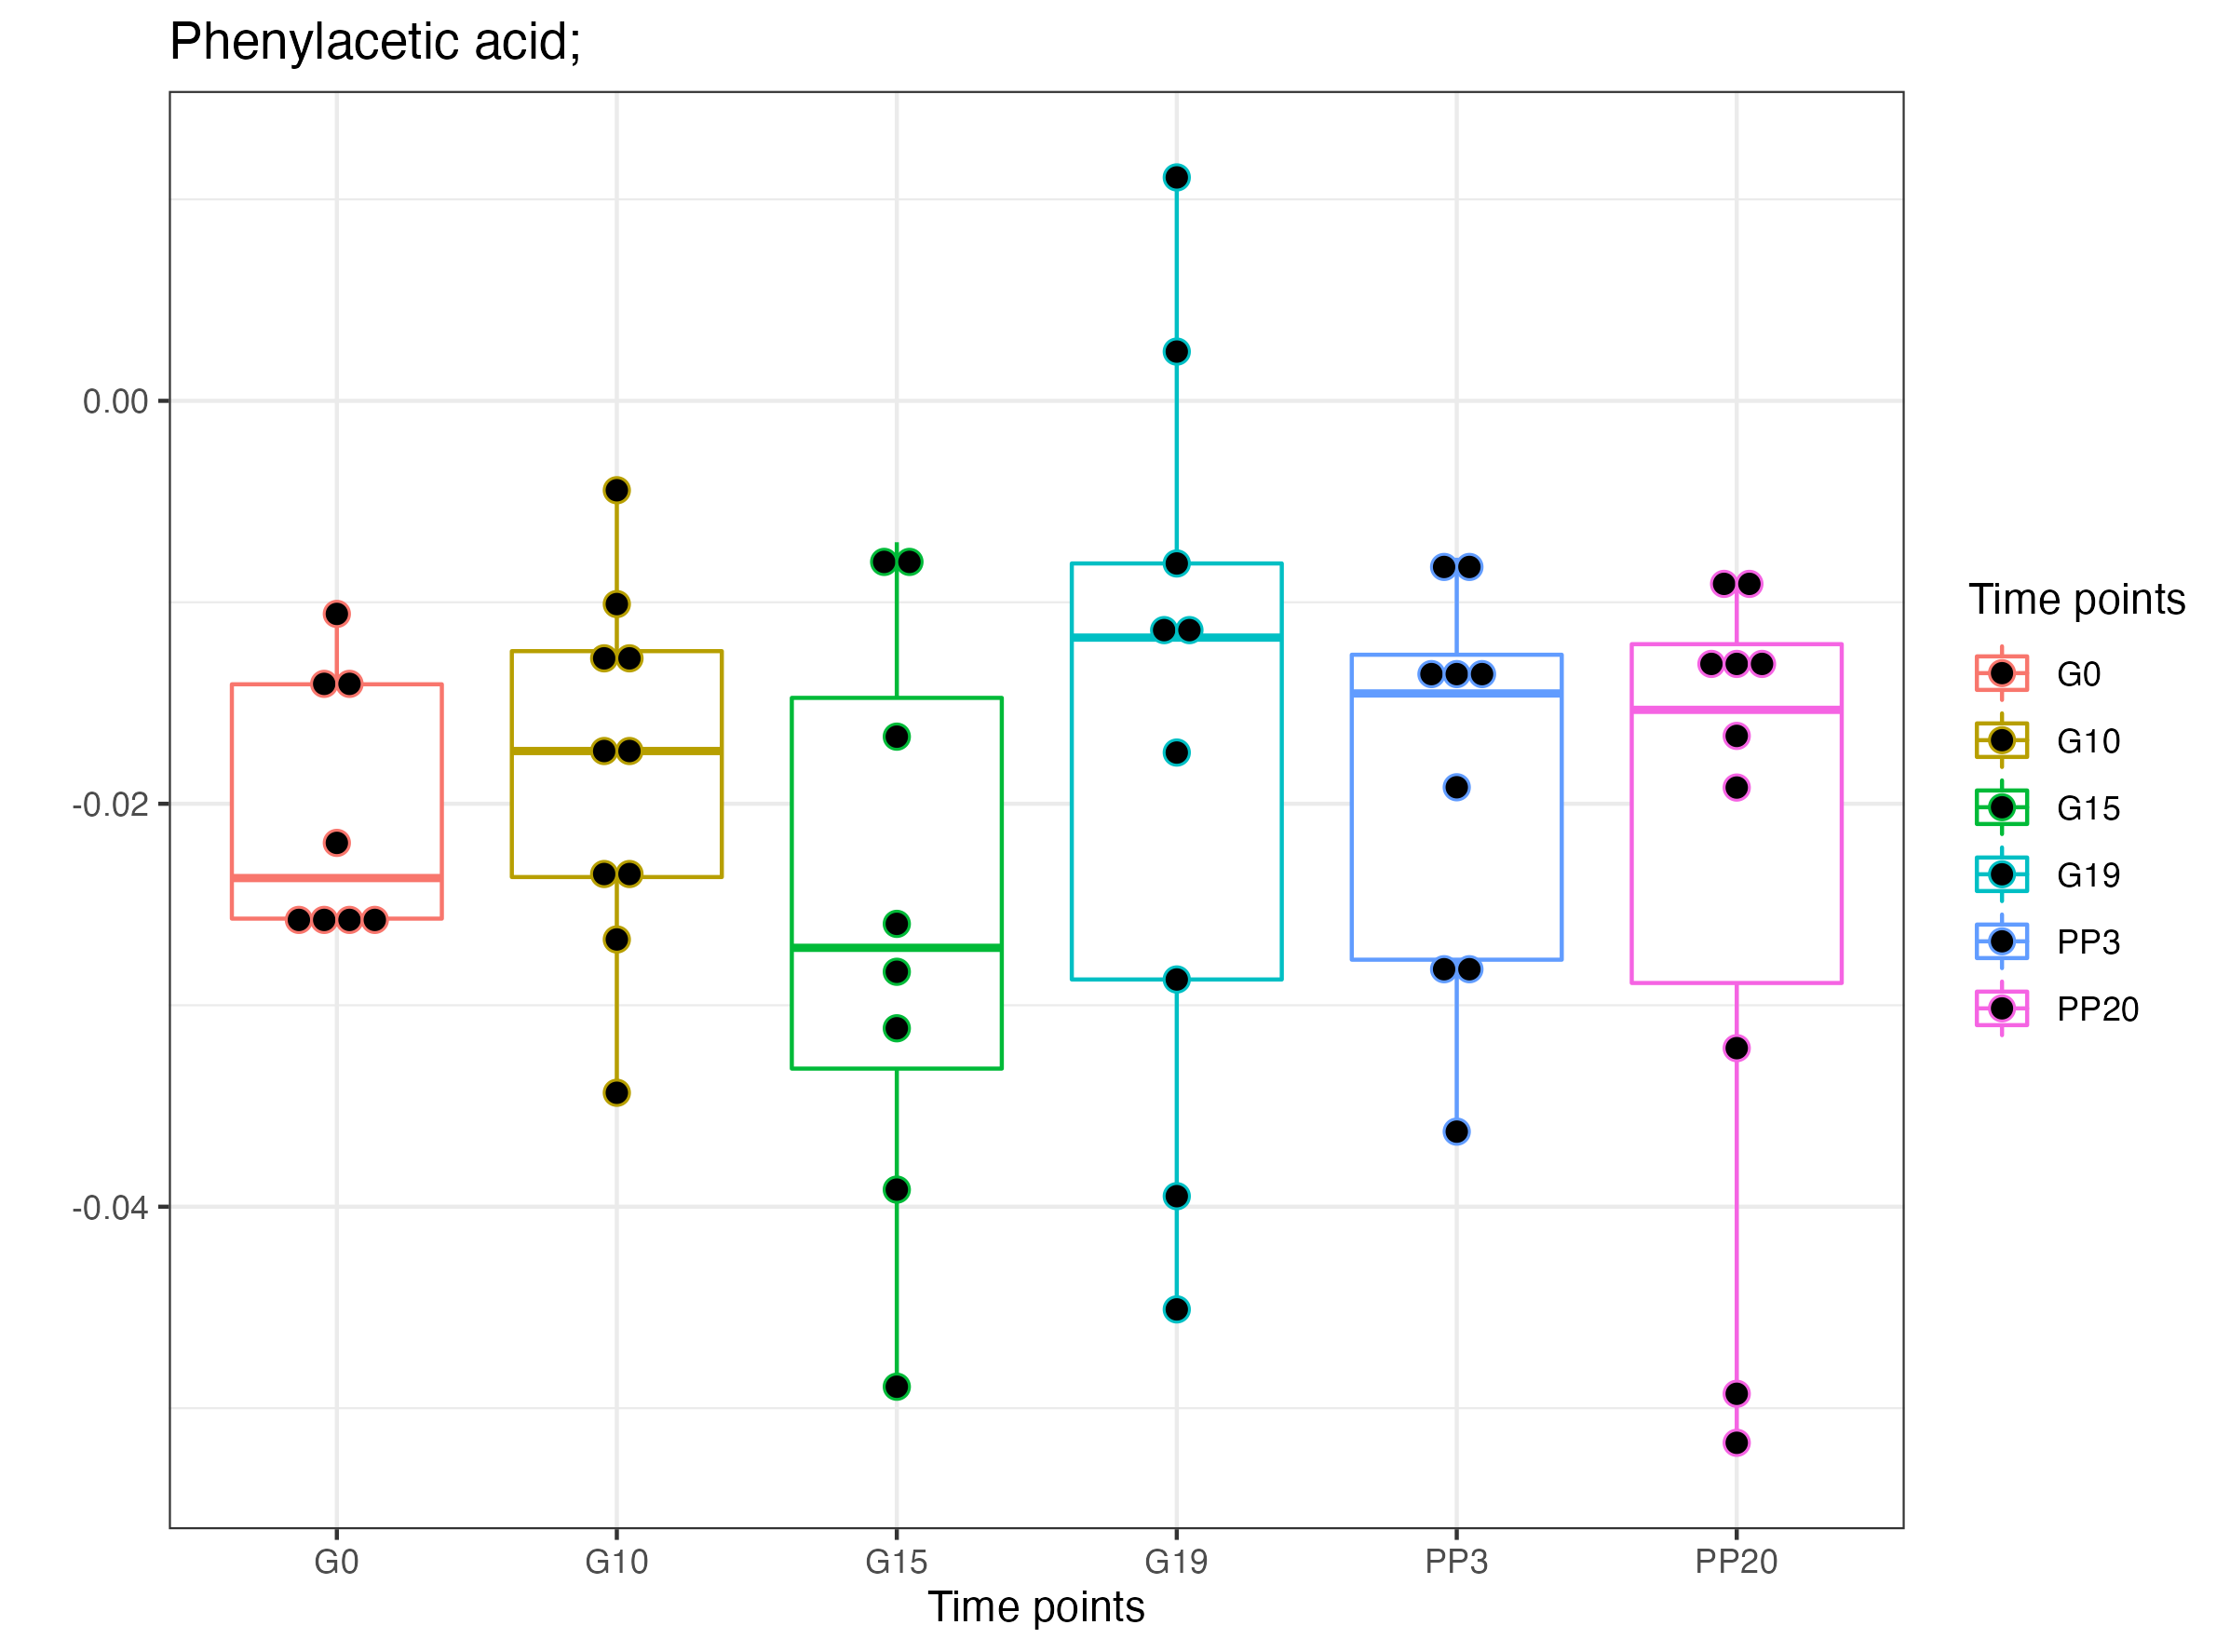 Phenylacetic acid;
0.00
-0.02
-0.04
G0 G10 G15 G19 PP3 PP20
Time points
Time points
G0
G10
G15
G19
PP3
PP20